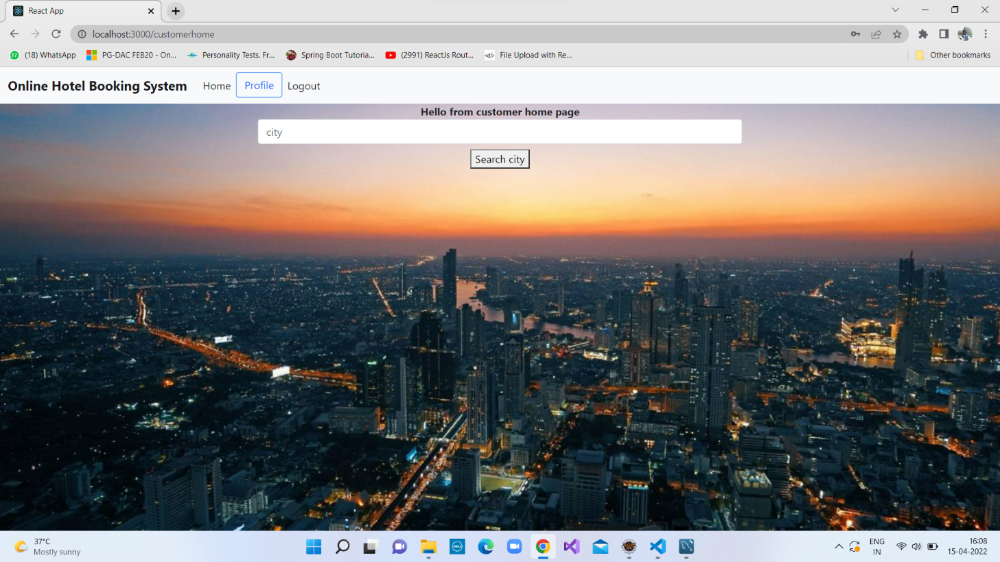 React App
localhost:3000/customerhome
(18) WhatsApp
PG-DAC FEB20 - On...
Personality Tests. Fr...
Spring Boot Tutoria...
(2991) ReactJs Rout...
File Upload with Re...
Other bookmarks
Online Hotel Booking System
Home
Profile
Logout
Hello from customer home page
city
Search city
37°C
Mostly sunny
DELL
ENG
IN
16:08
15-04-2022